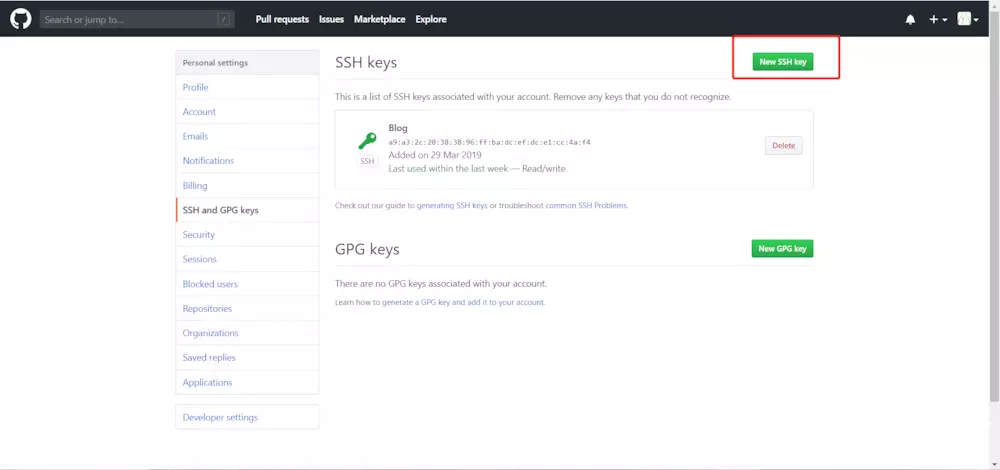 Search or jump to... /
Pull requests Issues Marketplace Explore
Personal settings
Profile
Account
Emails
Notifications
Billing
SSH and GPG keys
Security
Sessions
Blocked users
Repositories
Organizations
Saved replies
Applications
Developer settings
SSH keys
New SSH key
This is a list of SSH keys associated with your account. Remove any keys that you do not recognize.
Blog
a9:a3:2c:20:38:38:96:ff:ba:dc:ef:dc:e1:cc:4a:f4
Added on 29 Mar 2019
Last used within the last week — Read/write
SSH
Delete
Check out our guide to generating SSH keys or troubleshoot common SSH Problems.
GPG keys
New GPG key
There are no GPG keys associated with your account.
Learn how to generate a GPG key and add it to your account.